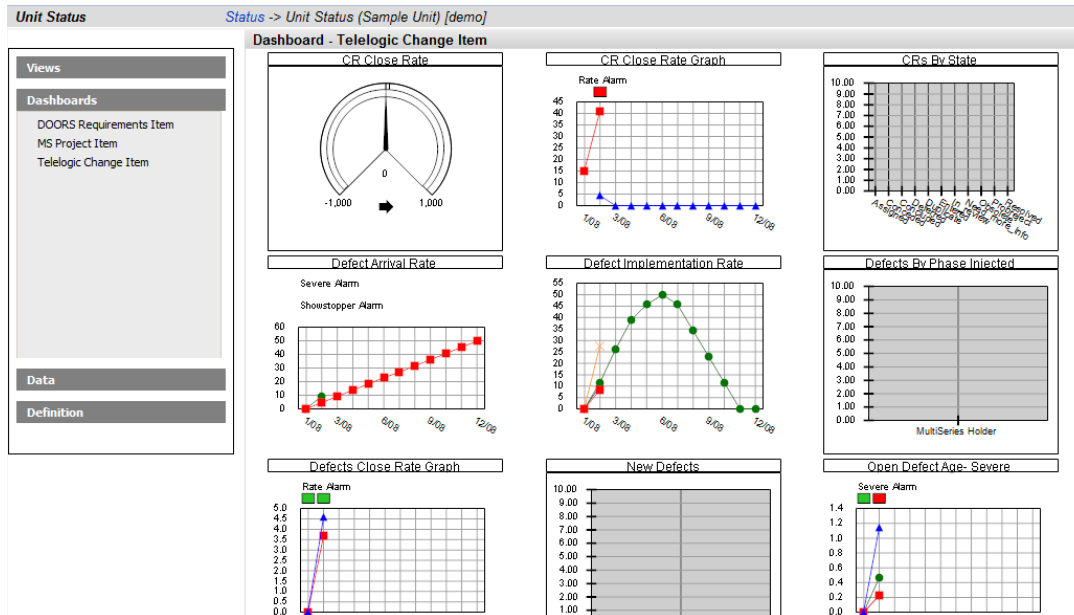 Unit Status
Status -> Unit Status (Sample Unit) [demo]
Views
Dashboards
DOORS Requirements Item
MS Project Item
Telelogic Change Item
Data
Definition
Dashboard - Telelogic Change Item
CR Close Rate
0
-1,000
1,000
CR Close Rate Graph
Rate Alarm
45
40
35
30
25
20
15
10
5
0
1/08 3/08 6/08 9/08 12/08
CRs By State
10.00
9.00
8.00
7.00
6.00
5.00
4.00
3.00
2.00
1.00
0.00
Assigned
Deferred
Duplicate
Entered
In_review
Need_more_info
Resolved
Defect Arrival Rate
Severe Alarm
Showstopper Alarm
60
50
40
30
20
10
0
1/08 3/08 6/08 9/08 12/08
Defect Implementation Rate
55
50
45
40
35
30
25
20
15
10
5
0
1/08 3/08 6/08 9/08 12/08
Defects By Phase Injected
10.00
9.00
8.00
7.00
6.00
5.00
4.00
3.00
2.00
1.00
0.00
MultiSeries Holder
Defects Close Rate Graph
Rate Alarm
5.0
4.5
4.0
3.5
3.0
2.5
2.0
1.5
1.0
0.5
0.0
New Defects
10.00
9.00
8.00
7.00
6.00
5.00
4.00
3.00
2.00
1.00
Open Defect Age- Severe
Severe Alarm
1.4
1.2
1.0
0.8
0.6
0.4
0.2
0.0